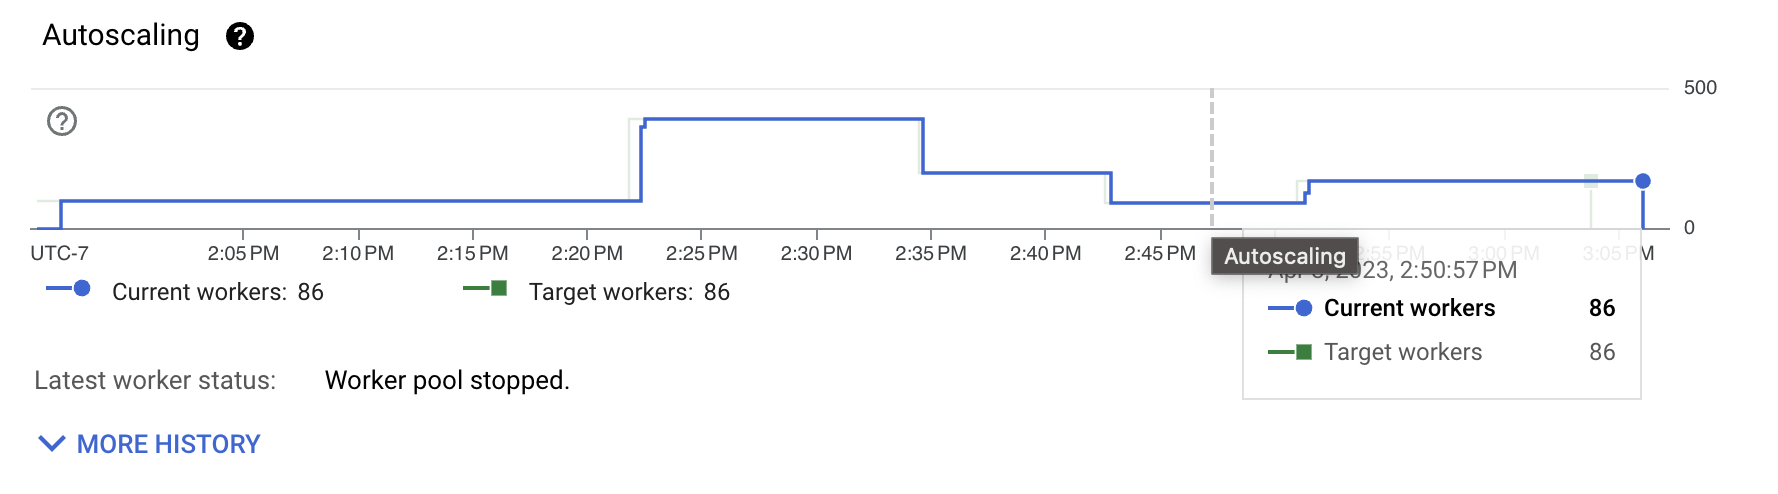 Autoscaling ?
500
?
0
UTC-7 2:05 PM 2:10 PM 2:15 PM 2:20 PM 2:25 PM 2:30 PM 2:35 PM 2:40 PM 2:45 PM 2:55 PM 3:00 PM 3:05 PM
Autoscaling
2023, 2:50:57 PM
Current workers: 86 Target workers: 86
Current workers 86
Target workers 86
Latest worker status: Worker pool stopped.
MORE HISTORY